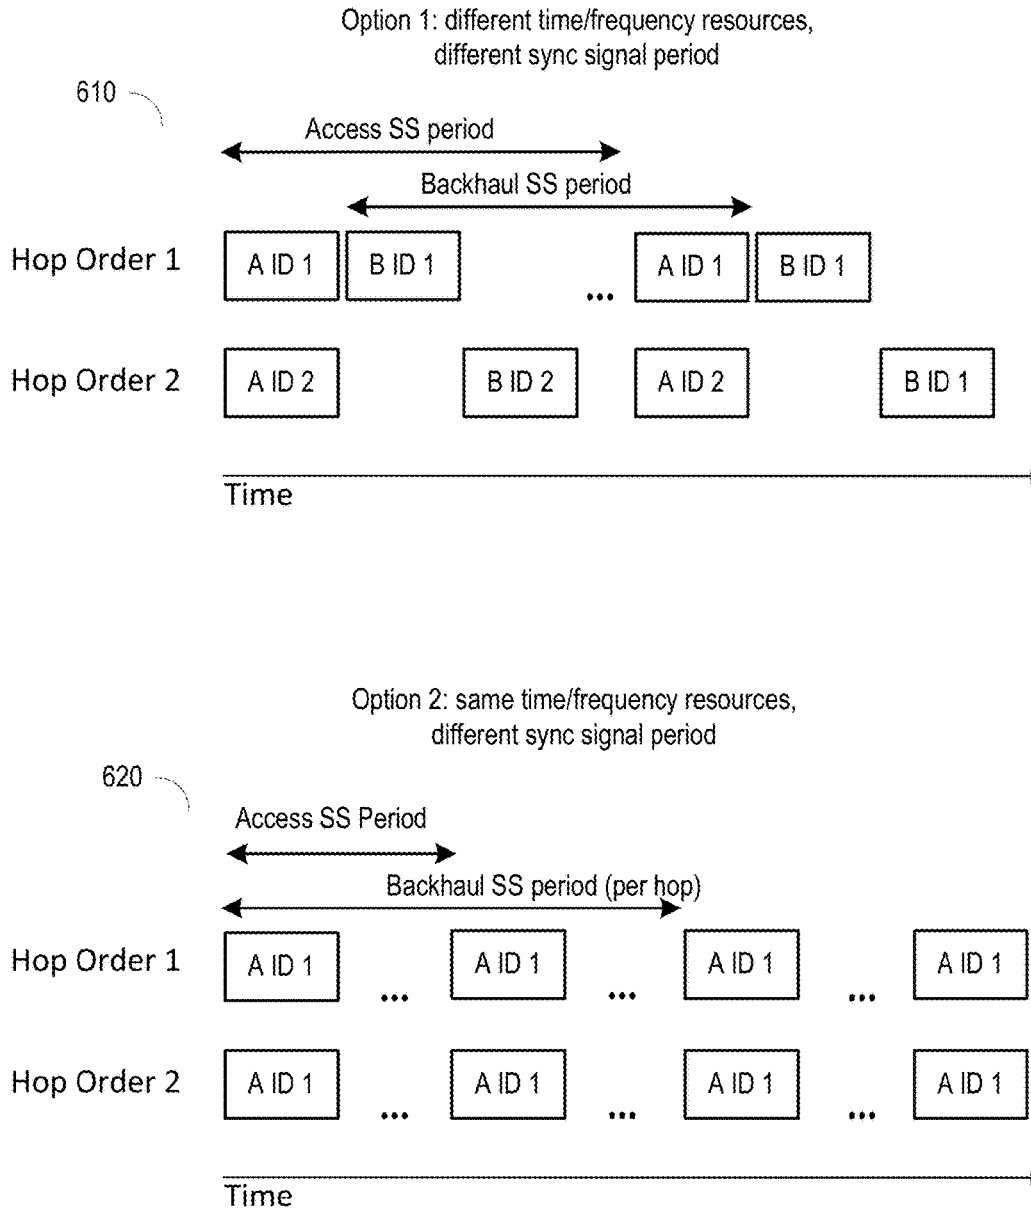 Option 1: different time/frequency resources,
different sync signal period
610
Access SS period
Backhaul SS period
Hop Order 1 A ID 1 B ID 1 ... A ID 1 B ID 1
Hop Order 2 A ID 2 B ID 2 A ID 2 B ID 1
Time
Option 2: same time/frequency resources,
different sync signal period
620
Access SS Period
Backhaul SS period (per hop)
Hop Order 1 A ID 1 ... A ID 1 ... A ID 1 ... A ID 1
Hop Order 2 A ID 1 ... A ID 1 ... A ID 1 ... A ID 1
Time